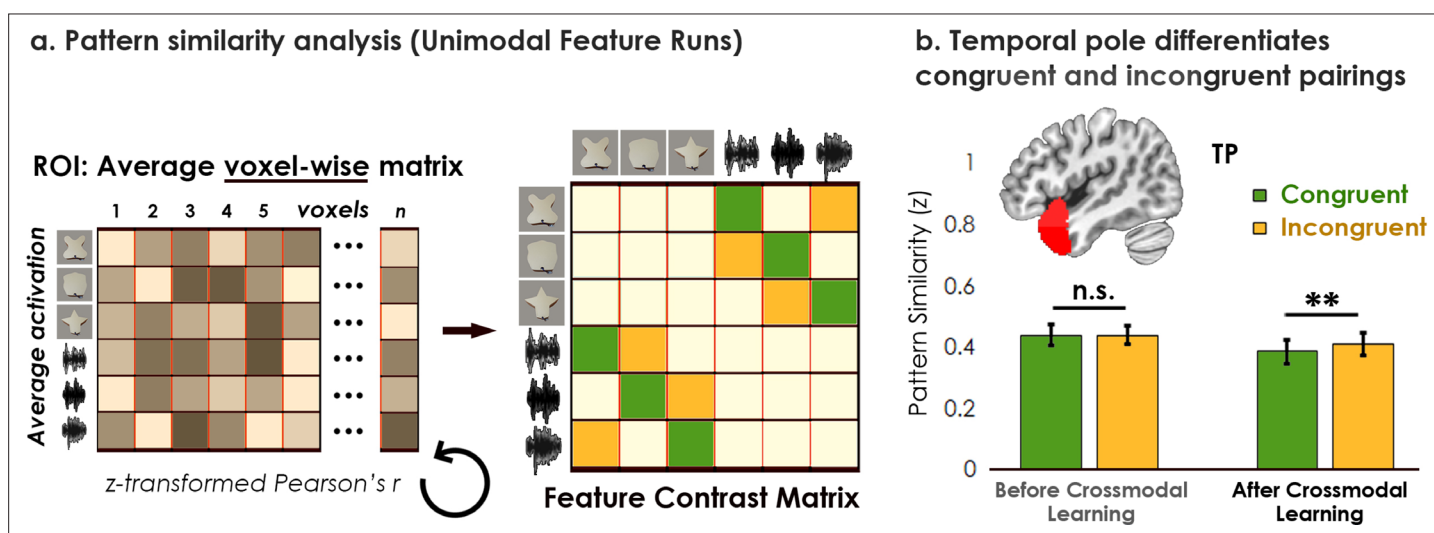 a. Pattern similarity analysis (Unimodal Feature Runs)
ROI: Average voxel-wise matrix
1 2 3 4 5 voxels n
Average activation
•••
•••
•••
•••
•••
•••
z-transformed Pearson's r
Feature Contrast Matrix
b. Temporal pole differentiates
congruent and incongruent pairings
TP
Congruent
Incongruent
Pattern Similarity (z)
1
0.8
0.6
0.4
0.2
0
n.s.
**
Before Crossmodal
Learning
After Crossmodal
Learning